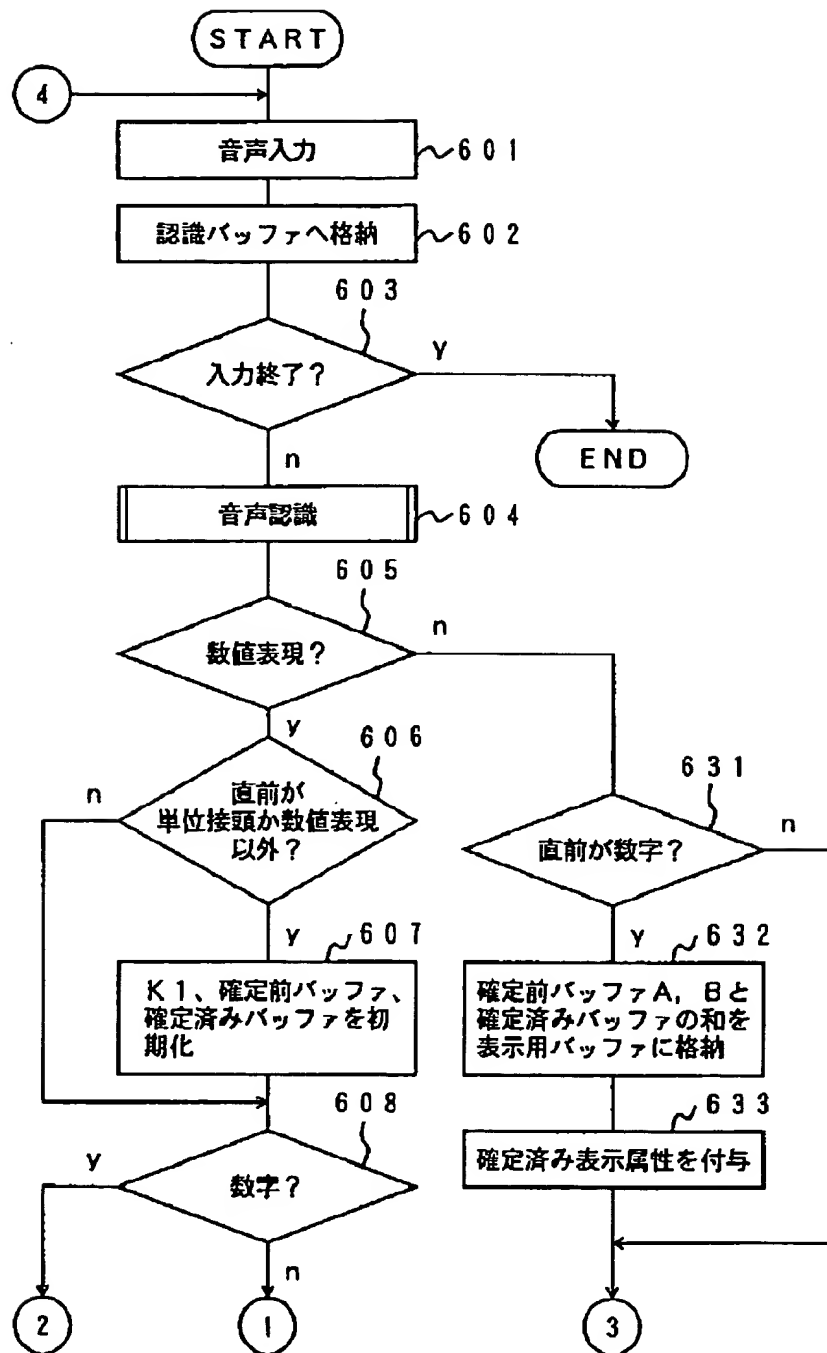 START
4
音声入力
601
認識バッファへ格納
602
603
入力終了?
y
END
n
音声認識
604
605
数値表現?
n
y
606
直前が
単位接頭か数値表現
以外?
n
y
607
K1、確定前バッファ、
確定済みバッファを初
期化
608
数字?
y
n
2
1
631
直前が数字?
n
y
632
確定前バッファA, Bと
確定済みバッファの和を
表示用バッファに格納
633
確定済み表示属性を付与
3